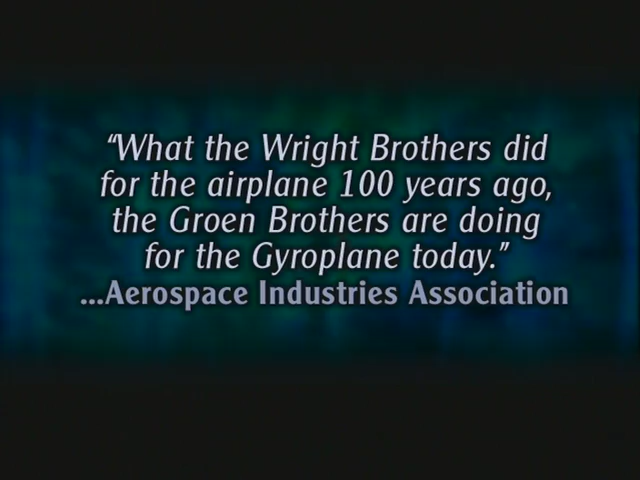 “What the Wright Brothers did
for the airplane 100 years ago,
the Groen Brothers are doing
for the Gyroplane today.”
...Aerospace Industries Association